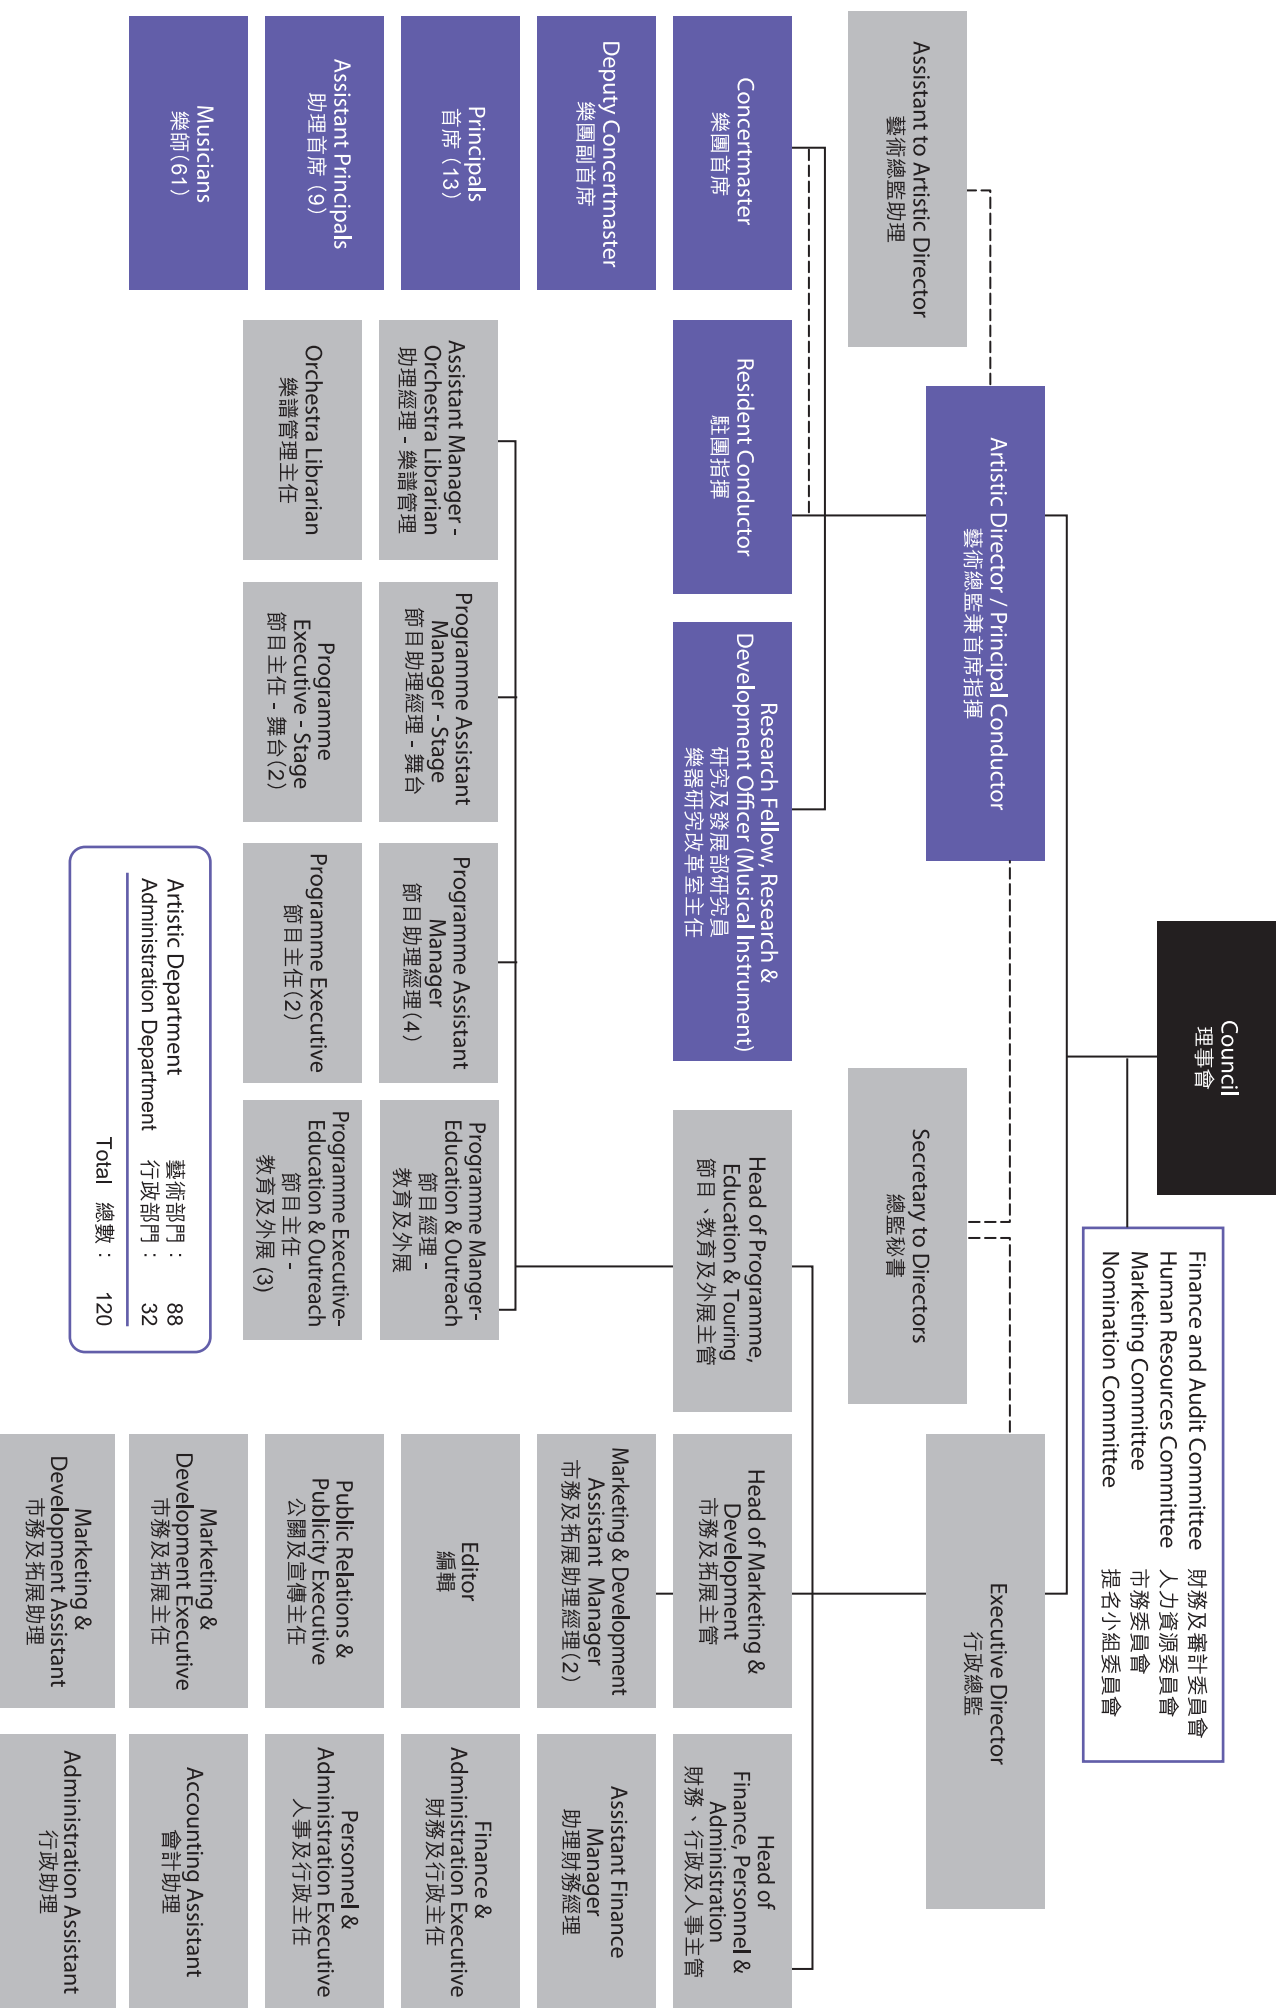 Council
理事會
Finance and Audit Committee 財務及審計委員會
Human Resources Committee 人力資源委員會
Marketing Committee 市務委員會
Nomination Committee 提名小組委員會
Artistic Director / Principal Conductor
藝術總監兼首席指揮
Executive Director
行政總監
Assistant to Artistic Director
藝術總監助理
Secretary to Directors
總監秘書
Concertmaster
樂團首席
Resident Conductor
駐團指揮
Research Fellow, Research &
Development Officer (Musical Instrument)
研究及發展部研究員
樂器研究改革室主任
Head of Programme,
Education & Touring
節目、教育及外展主管
Head of Marketing &
Development
市務及拓展主管
Head of
Finance, Personnel &
Administration
財務、行政及人事主管
Deputy Concertmaster
樂團副首席
Marketing & Development
Assistant Manager
市務及拓展助理經理(2)
Assistant Finance
Manager
助理財務經理
Principals
首席 (13)
Assistant Manager -
Orchestra Librarian
助理經理 - 樂譜管理
Programme Assistant
Manager - Stage
節目助理經理 - 舞台
Programme Assistant
Manager
節目助理經理(4)
Programme Manger-
Education & Outreach
節目經理 -
教育及外展
Editor
編輯
Finance &
Administration Executive
財務及行政主任
Assistant Principals
助理首席 (9)
Orchestra Librarian
樂譜管理主任
Programme
Executive - Stage
節目主任 - 舞台(2)
Programme Executive
節目主任(2)
Programme Executive-
Education & Outreach
節目主任 -
教育及外展 (3)
Public Relations &
Publicity Executive
公關及宣傳主任
Personnel &
Administration Executive
人事及行政主任
Musicians
樂師(61)
Marketing &
Development Executive
市務及拓展主任
Accounting Assistant
會計助理
Marketing &
Development Assistant
市務及拓展助理
Administration Assistant
行政助理
Artistic Department 藝術部門： 88
Administration Department 行政部門： 32
Total 總數： 120